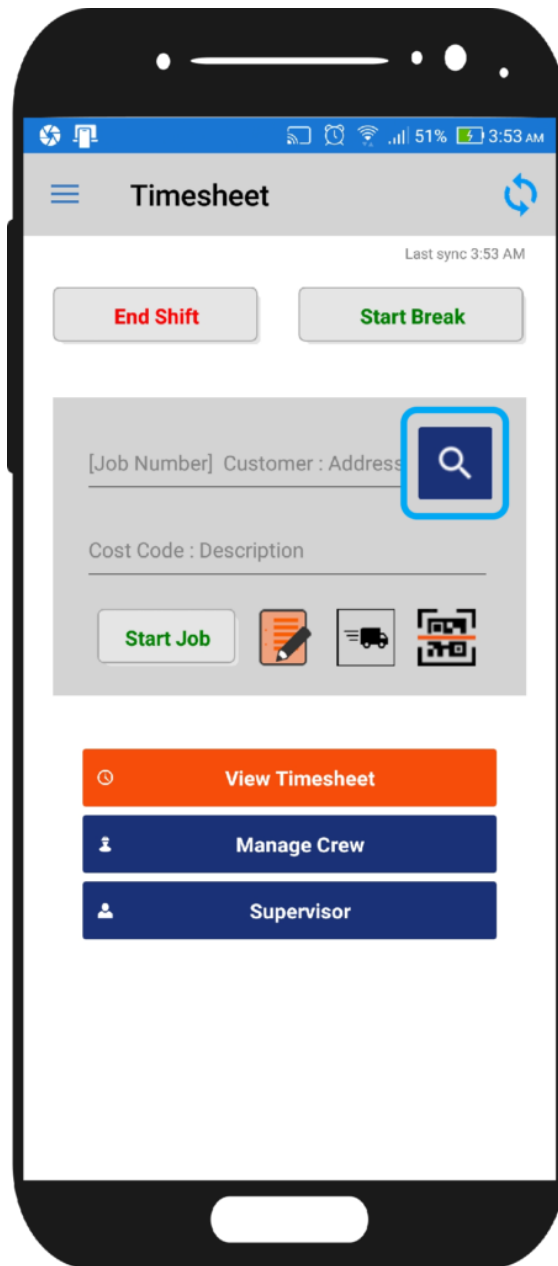 51% 3:53 AM
Timesheet
Last sync 3:53 AM
End Shift Start Break
[Job Number] Customer : Address
Cost Code : Description
Start Job
View Timesheet
Manage Crew
Supervisor